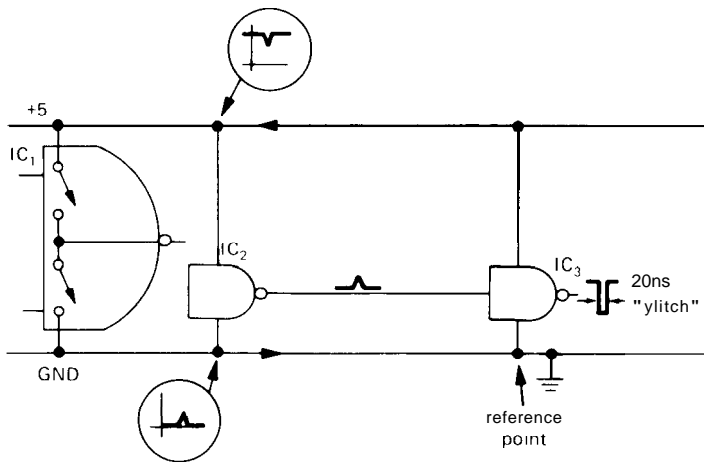 +5
IC1
IC2
IC3
20ns
"ylitch"
GND
reference
point